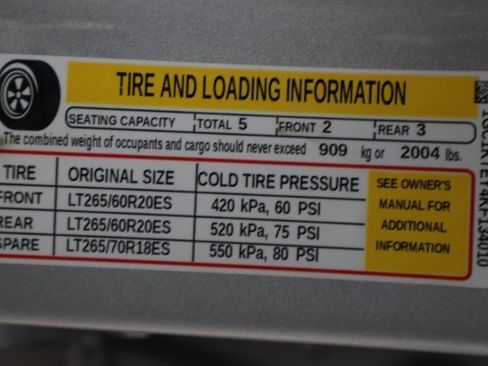 TIRE AND LOADING INFORMATION
SEATING CAPACITY TOTAL 5 FRONT 2 REAR 3
The combined weight of occupants and cargo should never exceed 909 kg or 2004 lbs.
TIRE ORIGINAL SIZE COLD TIRE PRESSURE
FRONT LT265/60R20ES 420 kPa, 60 PSI
REAR LT265/60R20ES 520 kPa, 75 PSI
SPARE LT265/70R18ES 550 kPa, 80 PSI
SEE OWNER'S
MANUAL FOR
ADDITIONAL
INFORMATION